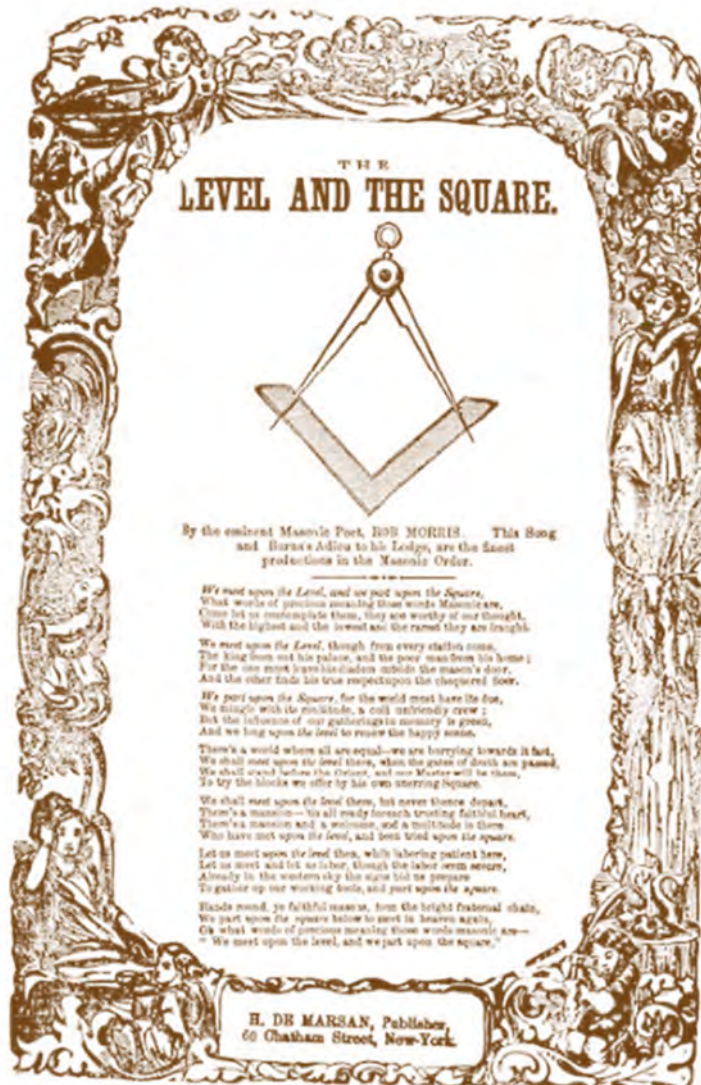 THE
LEVEL AND THE SQUARE.
By the eminent Masonic Poet, ROB MORRIS. This Song
and Burns's Adieu to his Lodge, are the finest
productions in the Masonic Order.
We meet upon the Level, and we part upon the Square,
What words of precious meaning those words Masonic are,
Come let us contemplate them, they are worthy of our thought,
With the highest and the lowest and the rarest they are fraught.
We meet upon the Level, though from every station come,
The king from out his palace, and the poor man from his home;
For the one must leave his diadem outside the mason's door,
And the other finds his true respect upon the chequered floor.
We part upon the Square, for the world must have its due,
We mingle with its multitude, a cold unfriendly crew;
But the influence of our gatherings in memory is green,
And we long upon the level to renew the happy scene.
There's a world where all are equal—we are hurrying towards it fast,
We shall meet upon the level there, when the gates of death are passed,
We shall stand before the Orient, and our Master will be there,
To try the blocks we offer by his own unerring Square.
We shall meet upon the level there, but never thence depart,
There's a mansion—'tis all ready for each trusting faithful heart,
There's a mansion and a welcome, and a multitude is there
Who have met upon the level, and been tried upon the square.
Let us meet upon the level then, while laboring patient here,
Let us meet and let us labor, though the labor seem severe,
Already in the western sky the signs bid us prepare
To gather up our working tools, and part upon the square.
Hands round, ye faithful masons, form the bright fraternal chain,
We part upon the square below to meet in heaven again,
Oh what words of precious meaning those words masonic are—
"We meet upon the level, and we part upon the square."
H. DE MARSAN, Publisher,
60 Chatham Street, New-York.